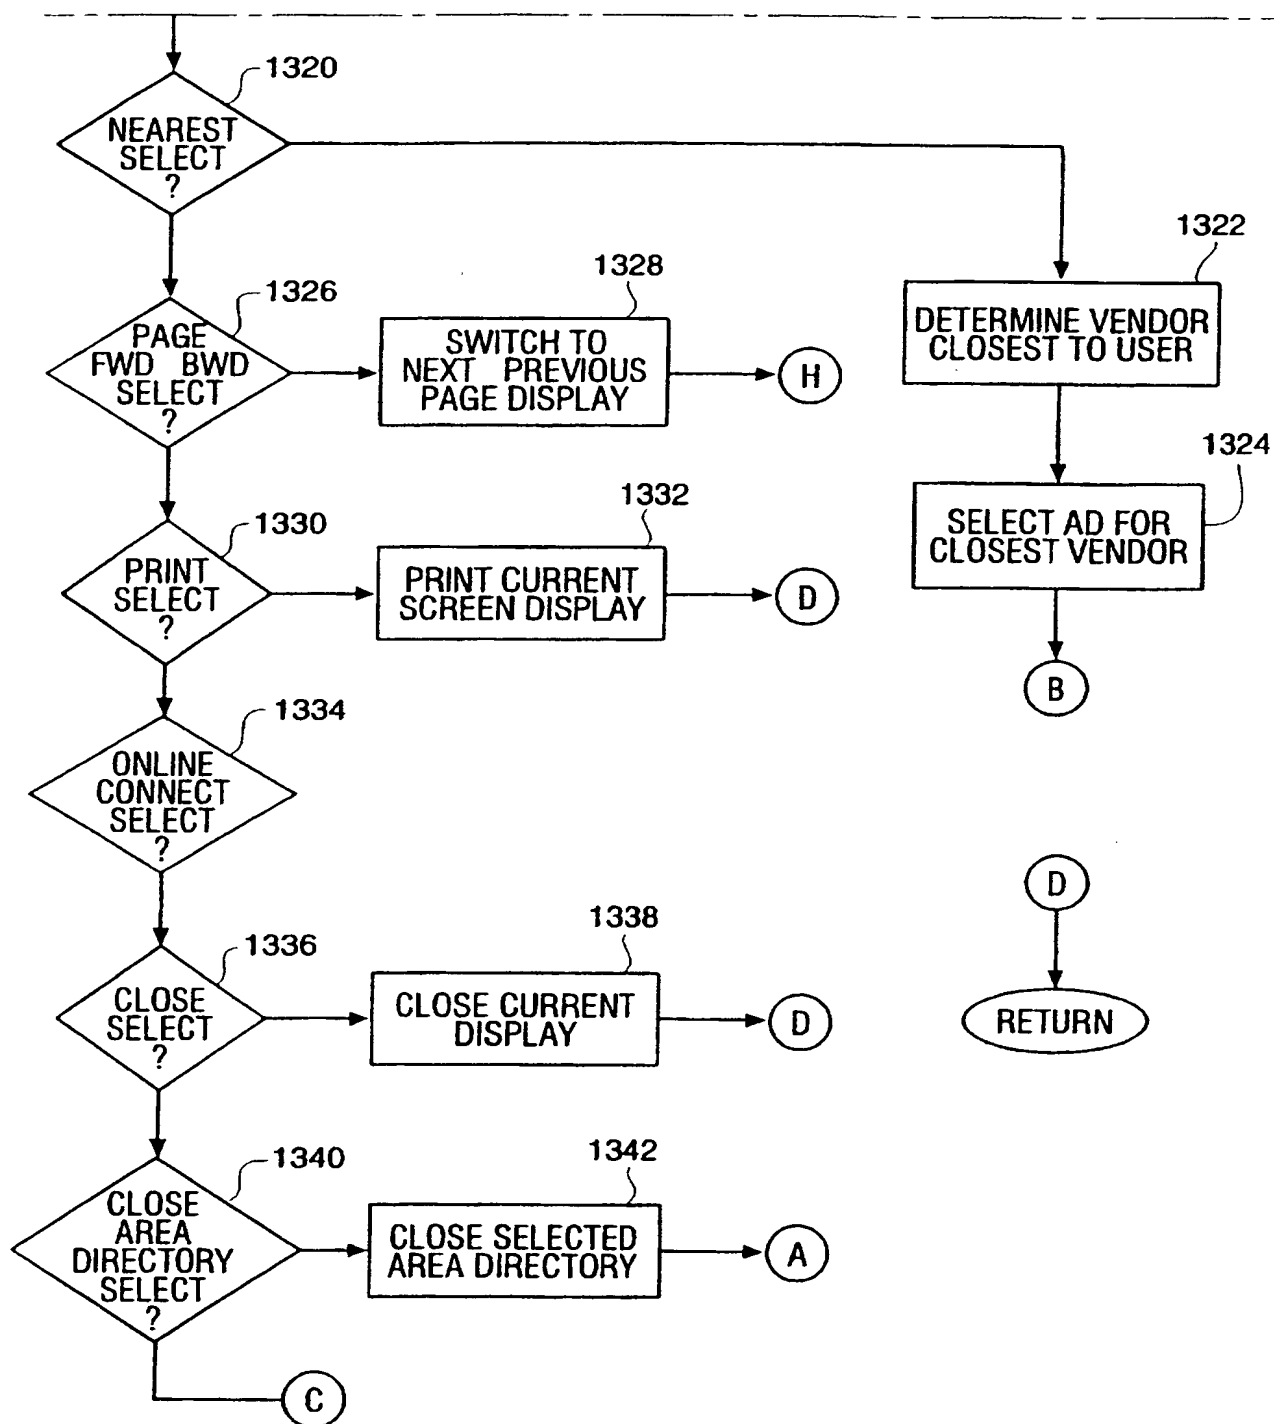 1320
NEAREST
SELECT
?
1322
DETERMINE VENDOR
CLOSEST TO USER
1324
SELECT AD FOR
CLOSEST VENDOR
B
1326
PAGE
FWD BWD
SELECT
?
1328
SWITCH TO
NEXT PREVIOUS
PAGE DISPLAY
H
1330
PRINT
SELECT
?
1332
PRINT CURRENT
SCREEN DISPLAY
D
1334
ONLINE
CONNECT
SELECT
?
1336
CLOSE
SELECT
?
1338
CLOSE CURRENT
DISPLAY
D
D
RETURN
1340
CLOSE
AREA
DIRECTORY
SELECT
?
1342
CLOSE SELECTED
AREA DIRECTORY
A
C